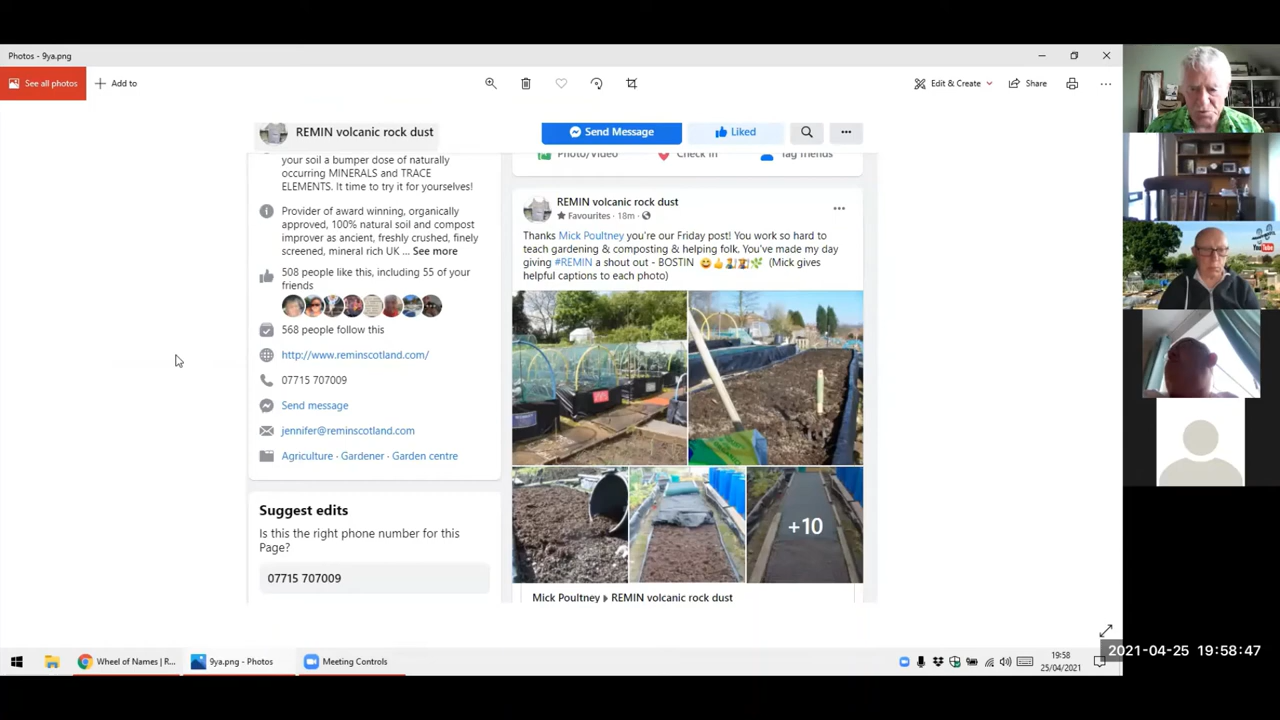 Photos - 9ya.png
See all photos
Add to
Edit & Create
Share
REMIN volcanic rock dust
Send Message
Liked
your soil a bumper dose of naturally
occurring MINERALS and TRACE
ELEMENTS. It time to try it for yourselves!
Provider of award winning, organically
approved, 100% natural soil and compost
improver as ancient, freshly crushed, finely
screened, mineral rich UK ... See more
508 people like this, including 55 of your
friends
568 people follow this
http://www.reminscotland.com/
07715 707009
Send message
jennifer@reminscotland.com
Agriculture · Gardener · Garden centre
Suggest edits
Is this the right phone number for this
Page?
07715 707009
Photo/Video
Check in
Tag friends
REMIN volcanic rock dust
Favourites · 18m ·
Thanks Mick Poultney you're our Friday post! You work so hard to
teach gardening & composting & helping folk. You've made my day
giving #REMIN a shout out - BOSTIN (Mick gives
helpful captions to each photo)
+10
Mick Poultney REMIN volcanic rock dust
You
Tube
Wheel of Names | R...
9ya.png - Photos
Meeting Controls
19:58
25/04/2021
2021-04-25 19:58:47